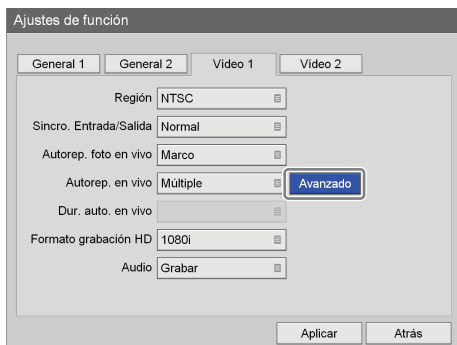 Ajustes de función
General 1 General 2 Vídeo 1 Vídeo 2
Región NTSC
Sincro. Entrada/Salida Normal
Autorep. foto en vivo Marco
Autorep. en vivo Múltiple Avanzado
Dur. auto. en vivo
Formato grabación HD 1080i
Audio Grabar
Aplicar Atrás